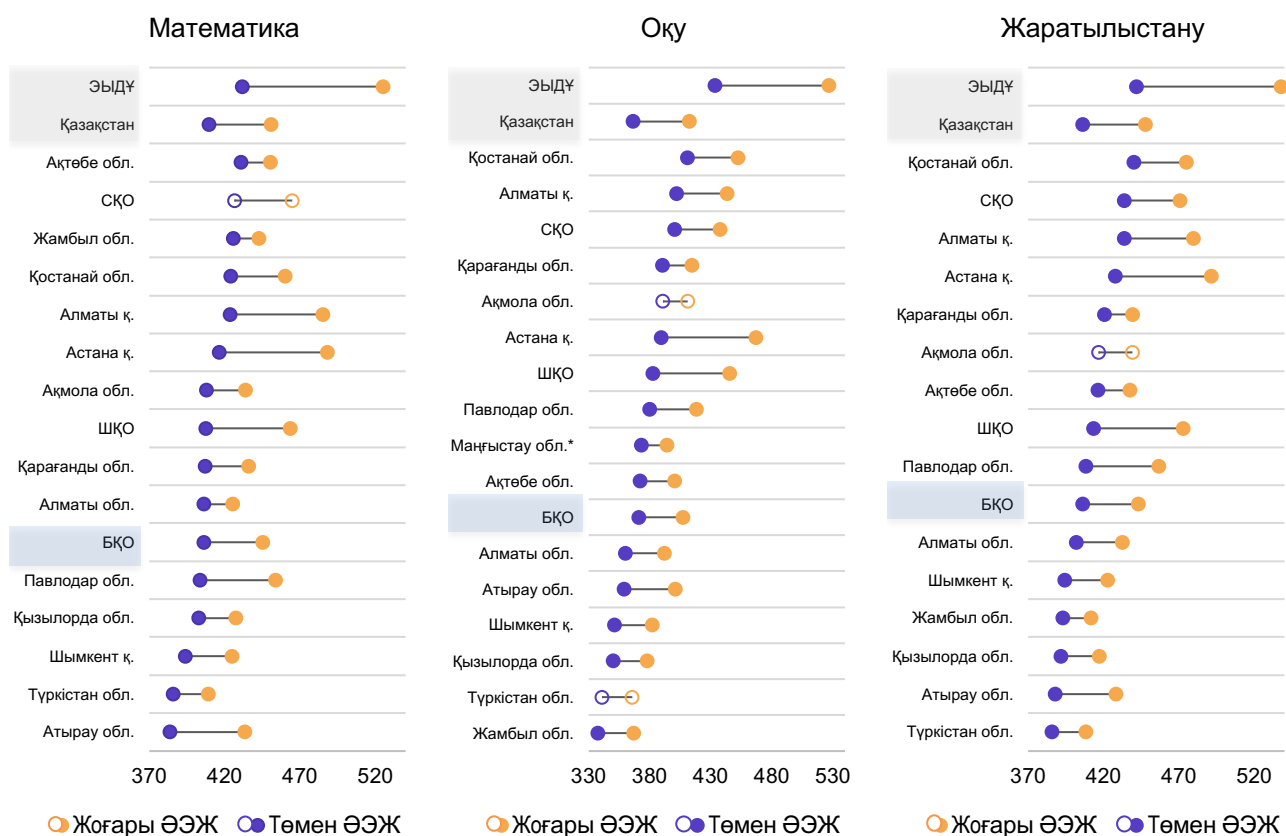 Математика
ЭЫДҰ
Қазақстан
Ақтөбе обл.
СҚО
Жамбыл обл.
Қостанай обл.
Алматы қ.
Астана қ.
Ақмола обл.
ШҚО
Қарағанды обл.
Алматы обл.
БҚО
Павлодар обл.
Қызылорда обл.
Шымкент қ.
Түркістан обл.
Атырау обл.
370 420 470 520
Жоғары ӘЭЖ Төмен ӘЭЖ
Оқу
ЭЫДҰ
Қазақстан
Қостанай обл.
Алматы қ.
СҚО
Қарағанды обл.
Ақмола обл.
Астана қ.
ШҚО
Павлодар обл.
Маңғыстау обл.*
Ақтөбе обл.
БҚО
Алматы обл.
Атырау обл.
Шымкент қ.
Қызылорда обл.
Түркістан обл.
Жамбыл обл.
330 380 430 480 530
Жоғары ӘЭЖ Төмен ӘЭЖ
Жаратылыстану
ЭЫДҰ
Қазақстан
Қостанай обл.
СҚО
Алматы қ.
Астана қ.
Қарағанды обл.
Ақмола обл.
Ақтөбе обл.
ШҚО
Павлодар обл.
БҚО
Алматы обл.
Шымкент қ.
Жамбыл обл.
Қызылорда обл.
Атырау обл.
Түркістан обл.
370 420 470 520
Жоғары ӘЭЖ Төмен ӘЭЖ